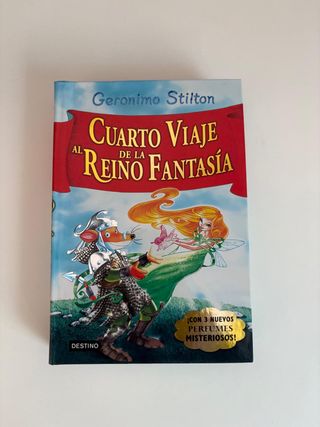 Geronimo Stilton
CUARTO VIAJE
AL REINO DE LA FANTASÍA
¡CON 3 NUEVOS
PERFUMES
MISTERIOSOS!
DESTINO